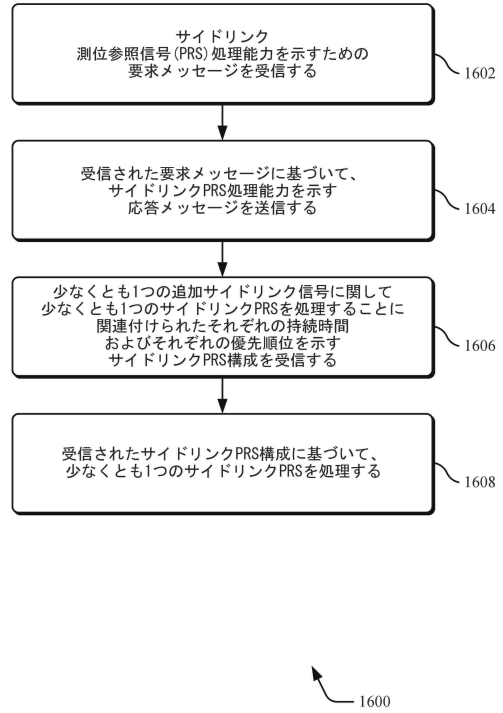 サイドリンク
測位参照信号(PRS)処理能力を示すための
要求メッセージを受信する
1602
受信された要求メッセージに基づいて、
サイドリンクPRS処理能力を示す
応答メッセージを送信する
1604
少なくとも1つの追加サイドリンク信号に関して
少なくとも1つのサイドリンクPRSを処理することに
関連付けられたそれぞれの持続時間
およびそれぞれの優先順位を示す
サイドリンクPRS構成を受信する
1606
受信されたサイドリンクPRS構成に基づいて、
少なくとも1つのサイドリンクPRSを処理する
1608
1600